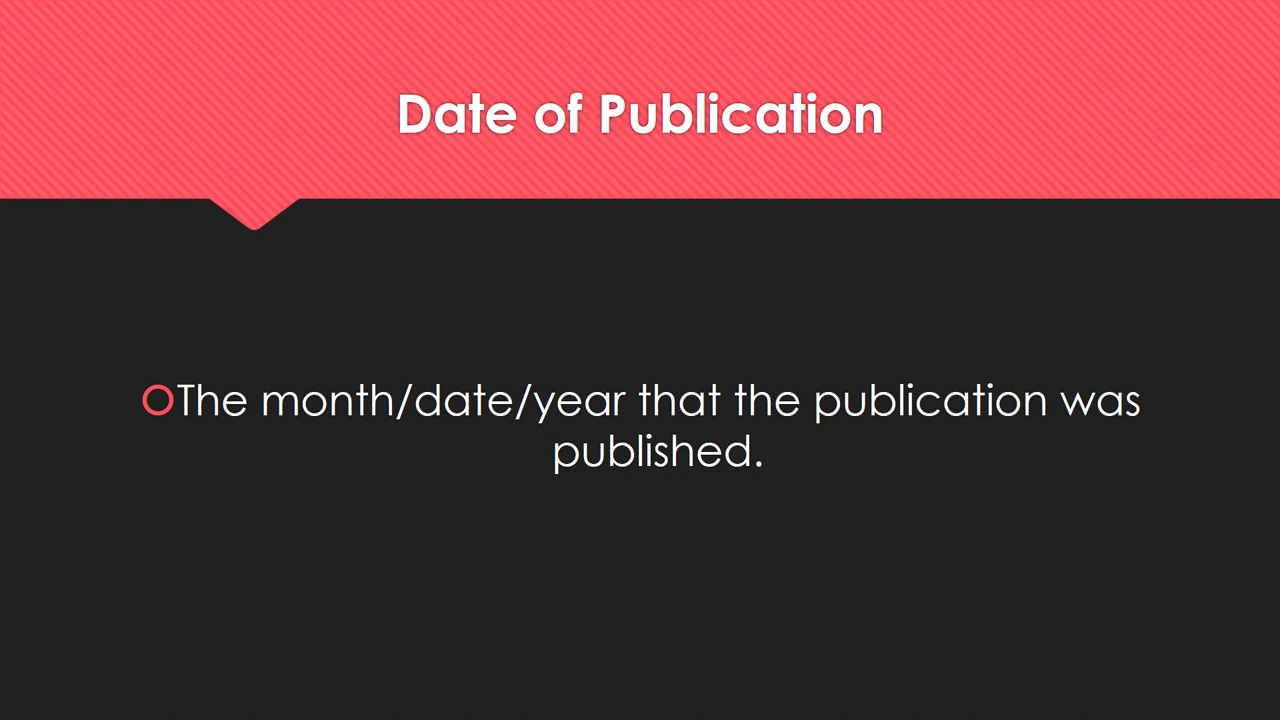 Date of Publication
The month/date/year that the publication was
published.